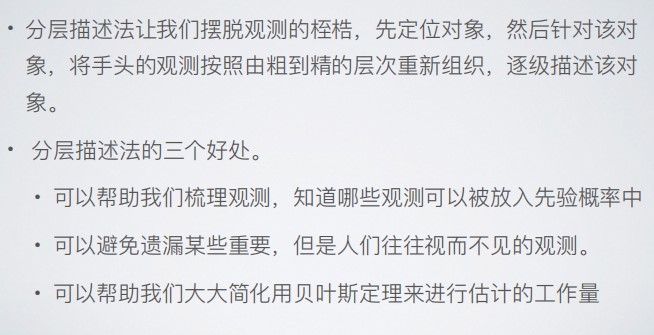 • 分层描述法让我们摆脱观测的桎梏，先定位对象，然后针对该对
象，将手头的观测按照由粗到精的层次重新组织，逐级描述该对
象。
• 分层描述法的三个好处。
• 可以帮助我们梳理观测，知道哪些观测可以被放入先验概率中
• 可以避免遗漏某些重要，但是人们往往视而不见的观测。
• 可以帮助我们大大简化用贝叶斯定理来进行估计的工作量